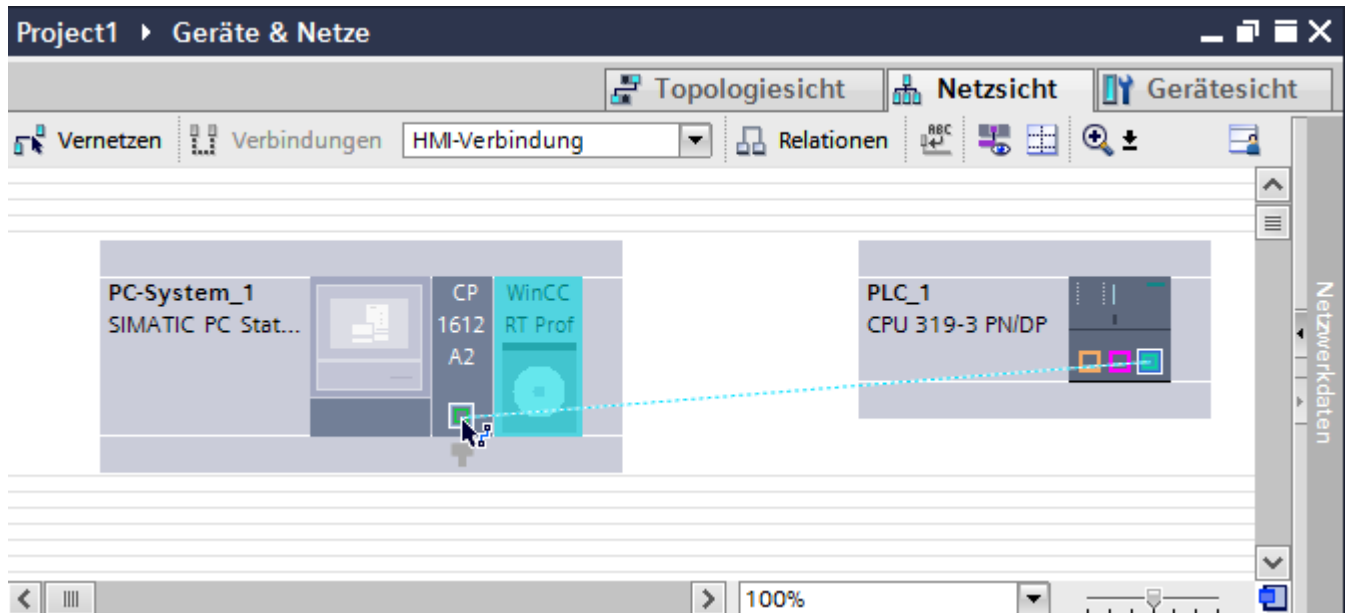 Project1 ▸ Geräte & Netze
Topologiesicht
Netzsicht
Gerätesicht
Vernetzen
Verbindungen
HMI-Verbindung
Relationen
ABC
PC-System_1
SIMATIC PC Stat...
CP
1612
A2
WinCC
RT Prof
PLC_1
CPU 319-3 PN/DP
Netzwerkdaten
100%